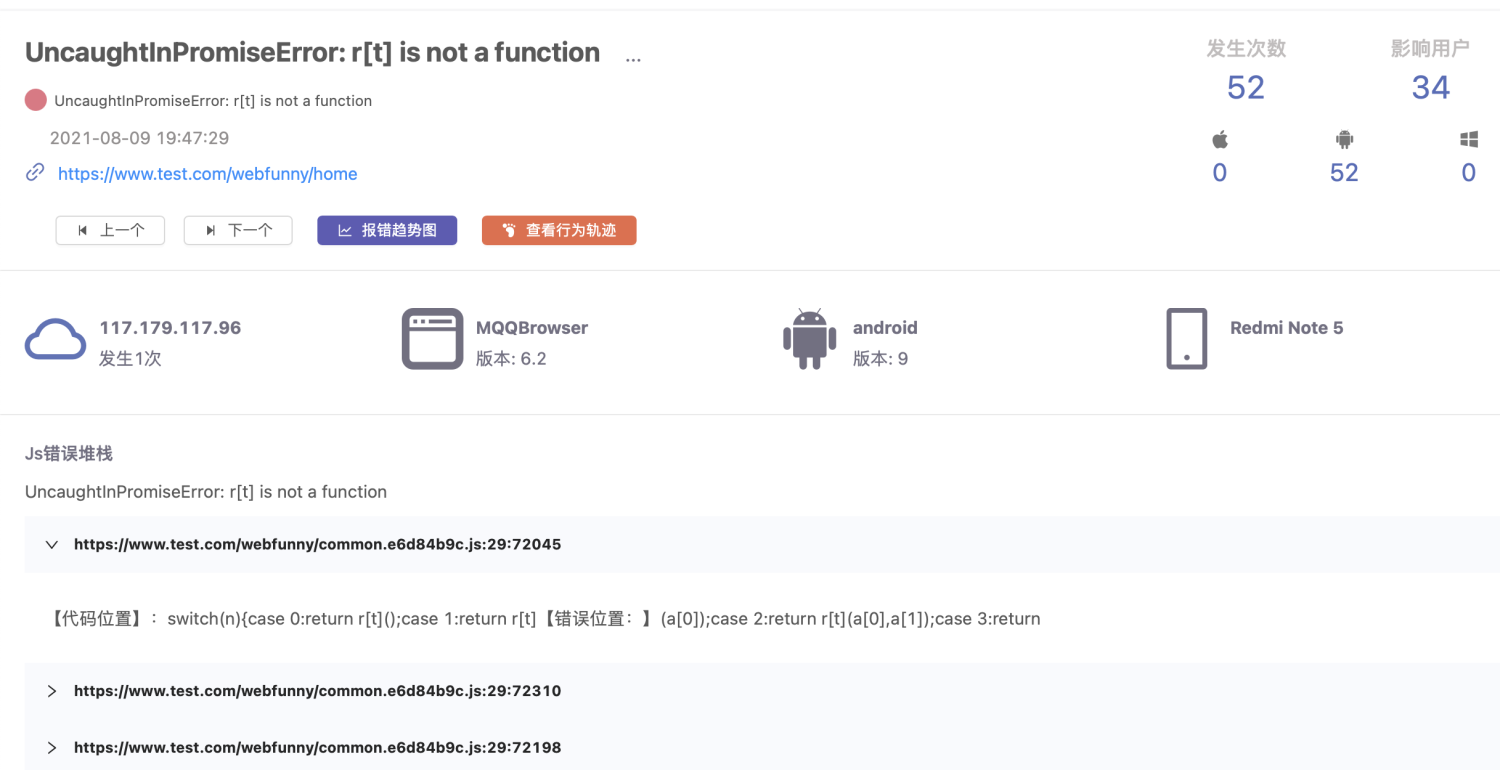 UncaughtInPromiseError: r[t] is not a function ...
发生次数 影响用户
52 34
UncaughtInPromiseError: r[t] is not a function
2021-08-09 19:47:29
https://www.test.com/webfunny/home
0 52 0
上一个 下一个 报错趋势图 查看行为轨迹
117.179.117.96 MQQBrowser android Redmi Note 5
发生1次 版本: 6.2 版本: 9
Js错误堆栈
UncaughtInPromiseError: r[t] is not a function
https://www.test.com/webfunny/common.e6d84b9c.js:29:72045
【代码位置】: switch(n){case 0:return r[t]();case 1:return r[t]【错误位置: 】(a[0]);case 2:return r[t](a[0],a[1]);case 3:return
https://www.test.com/webfunny/common.e6d84b9c.js:29:72310
https://www.test.com/webfunny/common.e6d84b9c.js:29:72198